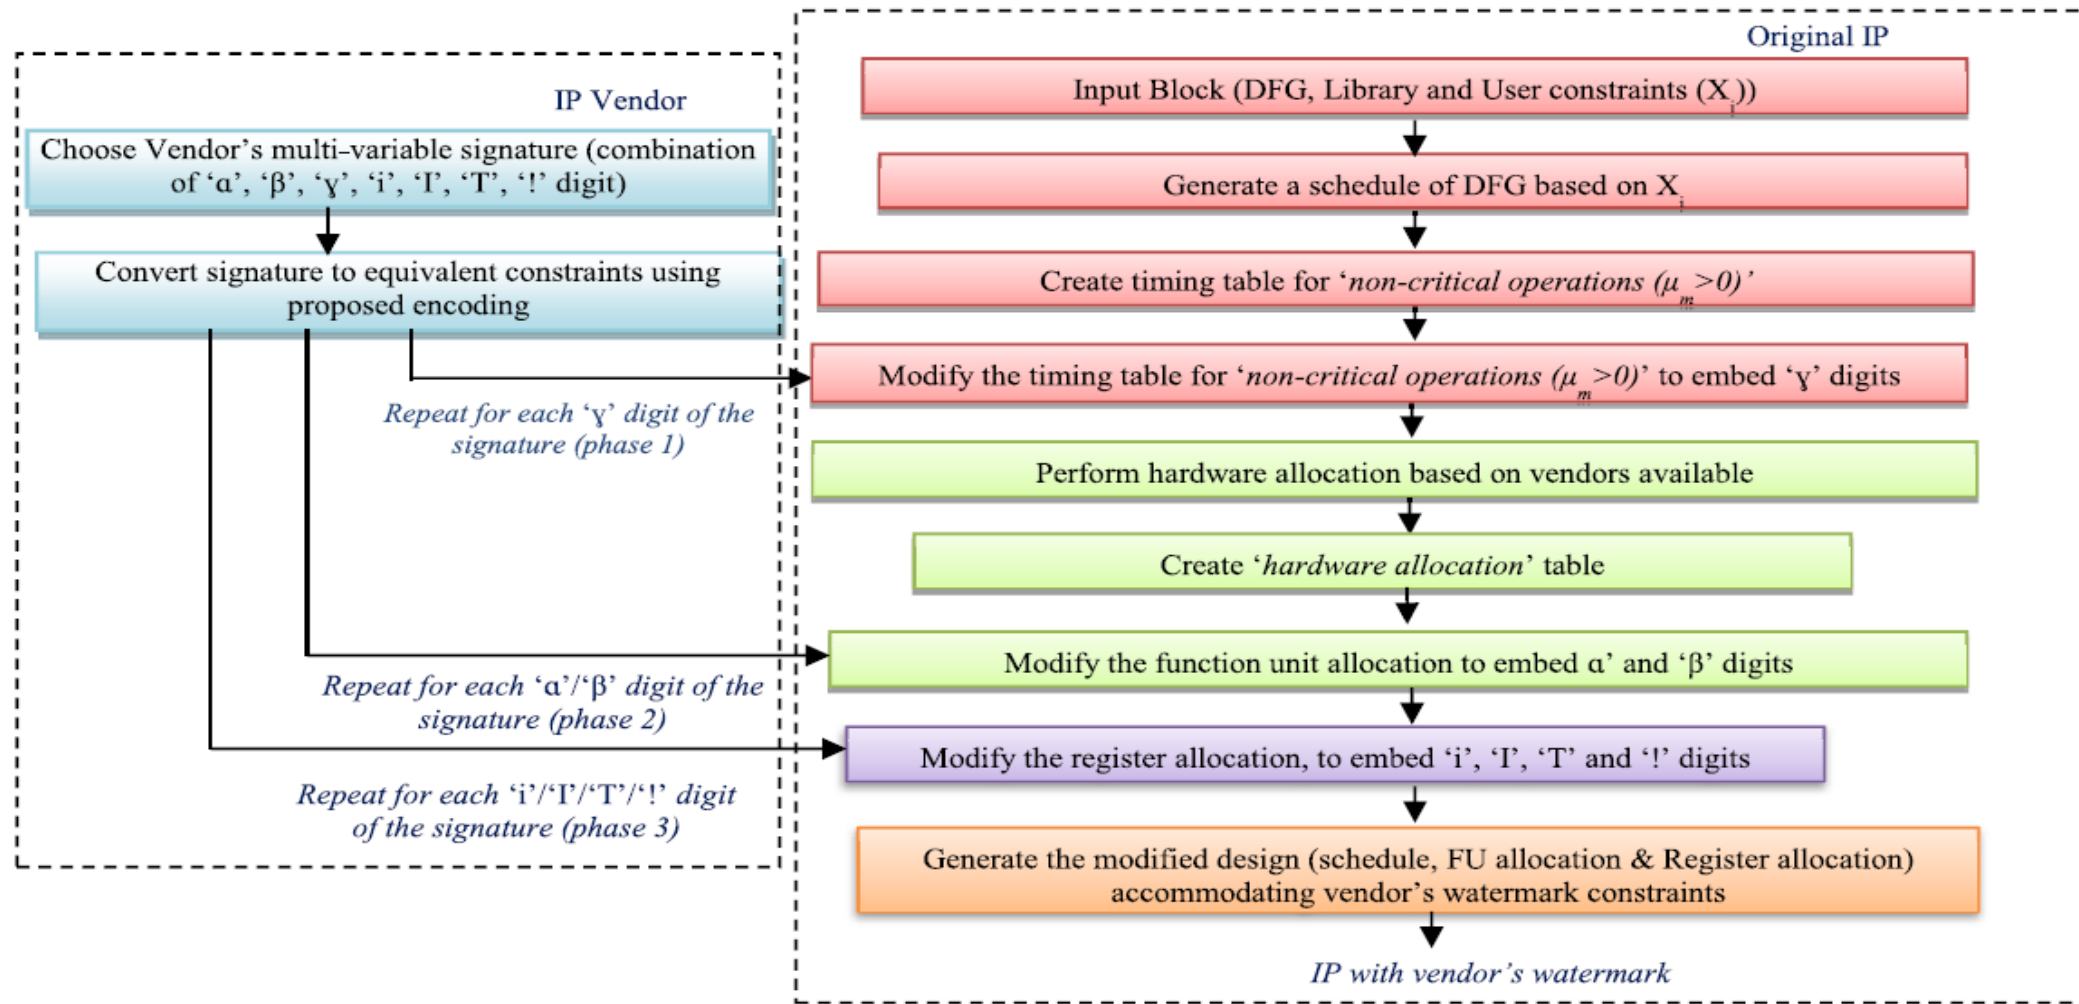 IP Vendor
Choose Vendor's multi-variable signature (combination
of ‘α’, ‘β’, ‘ɣ’, ‘i’, ‘I’, ‘T’, ‘!’ digit)
Convert signature to equivalent constraints using
proposed encoding
Repeat for each ‘ɣ’ digit of the
signature (phase 1)
Repeat for each ‘α’/‘β’ digit of the
signature (phase 2)
Repeat for each ‘i’/‘I’/‘T’/‘!’ digit
of the signature (phase 3)
Original IP
Input Block (DFG, Library and User constraints (X_i))
Generate a schedule of DFG based on X_i
Create timing table for ‘non-critical operations (μ_m>0)’
Modify the timing table for ‘non-critical operations (μ_m>0)’ to embed ‘ɣ’ digits
Perform hardware allocation based on vendors available
Create ‘hardware allocation’ table
Modify the function unit allocation to embed α’ and ‘β’ digits
Modify the register allocation, to embed ‘i’, ‘I’, ‘T’ and ‘!’ digits
Generate the modified design (schedule, FU allocation & Register allocation)
accommodating vendor’s watermark constraints
IP with vendor’s watermark